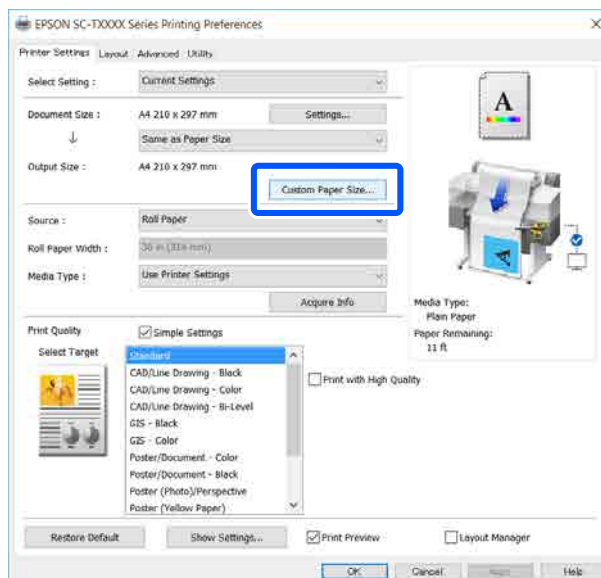 EPSON SC-TXXXX Series Printing Preferences
Printer Settings Layout Advanced Utility
Select Setting : Current Settings
Document Size : A4 210 x 297 mm Settings...
Same as Paper Size
Output Size : A4 210 x 297 mm
Custom Paper Size...
Source : Roll Paper
Roll Paper Width :
Media Type : Use Printer Settings
Acquire Info
A
Media Type:
Plain Paper
Paper Remaining:
11 ft
Print Quality Simple Settings
Select Target
Standard
CAD/Line Drawing - Black
CAD/Line Drawing - Color
CAD/Line Drawing - Bi-Level
GIS - Black
GIS - Color
Poster/Document - Color
Poster/Document - Black
Poster (Photo)/Perspective
Poster (Yellow Paper)
Print with High Quality
Restore Default Show Settings... Print Preview Layout Manager
OK Cancel Help